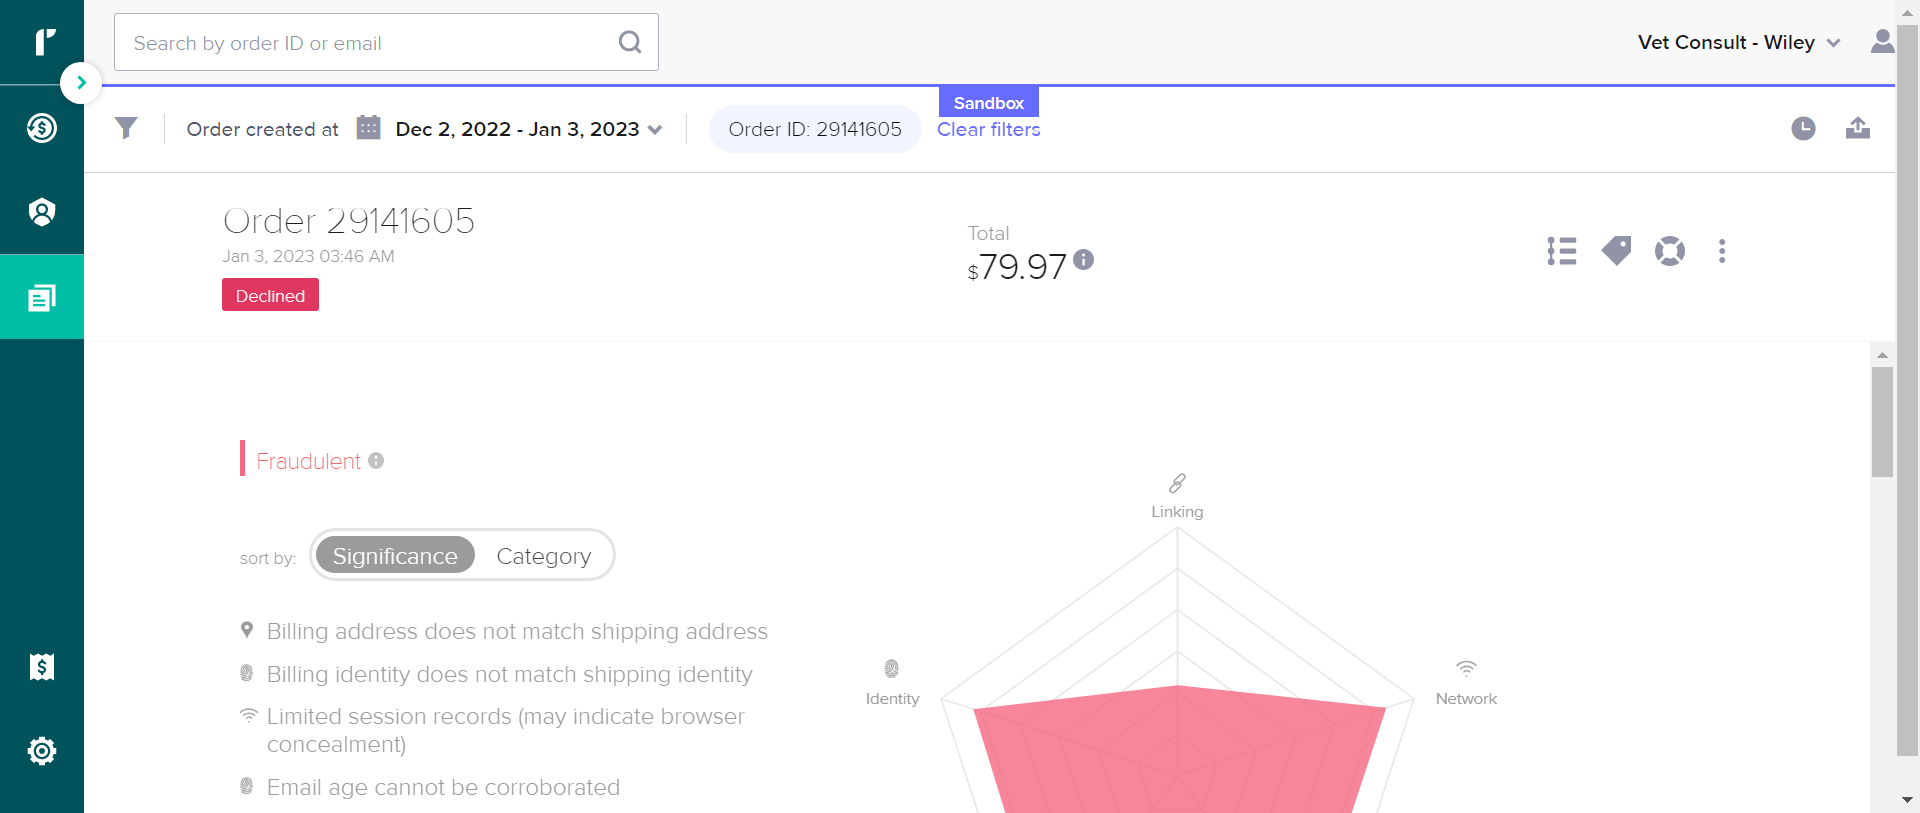 Search by order ID or email
Vet Consult - Wiley
Sandbox
Order created at Dec 2, 2022 - Jan 3, 2023 Order ID: 29141605 Clear filters
Order 29141605
Jan 3, 2023 03:46 AM
Declined
Total
$79.97
Fraudulent
sort by: Significance Category
Billing address does not match shipping address
Billing identity does not match shipping identity
Limited session records (may indicate browser
concealment)
Email age cannot be corroborated
Linking
Identity
Network